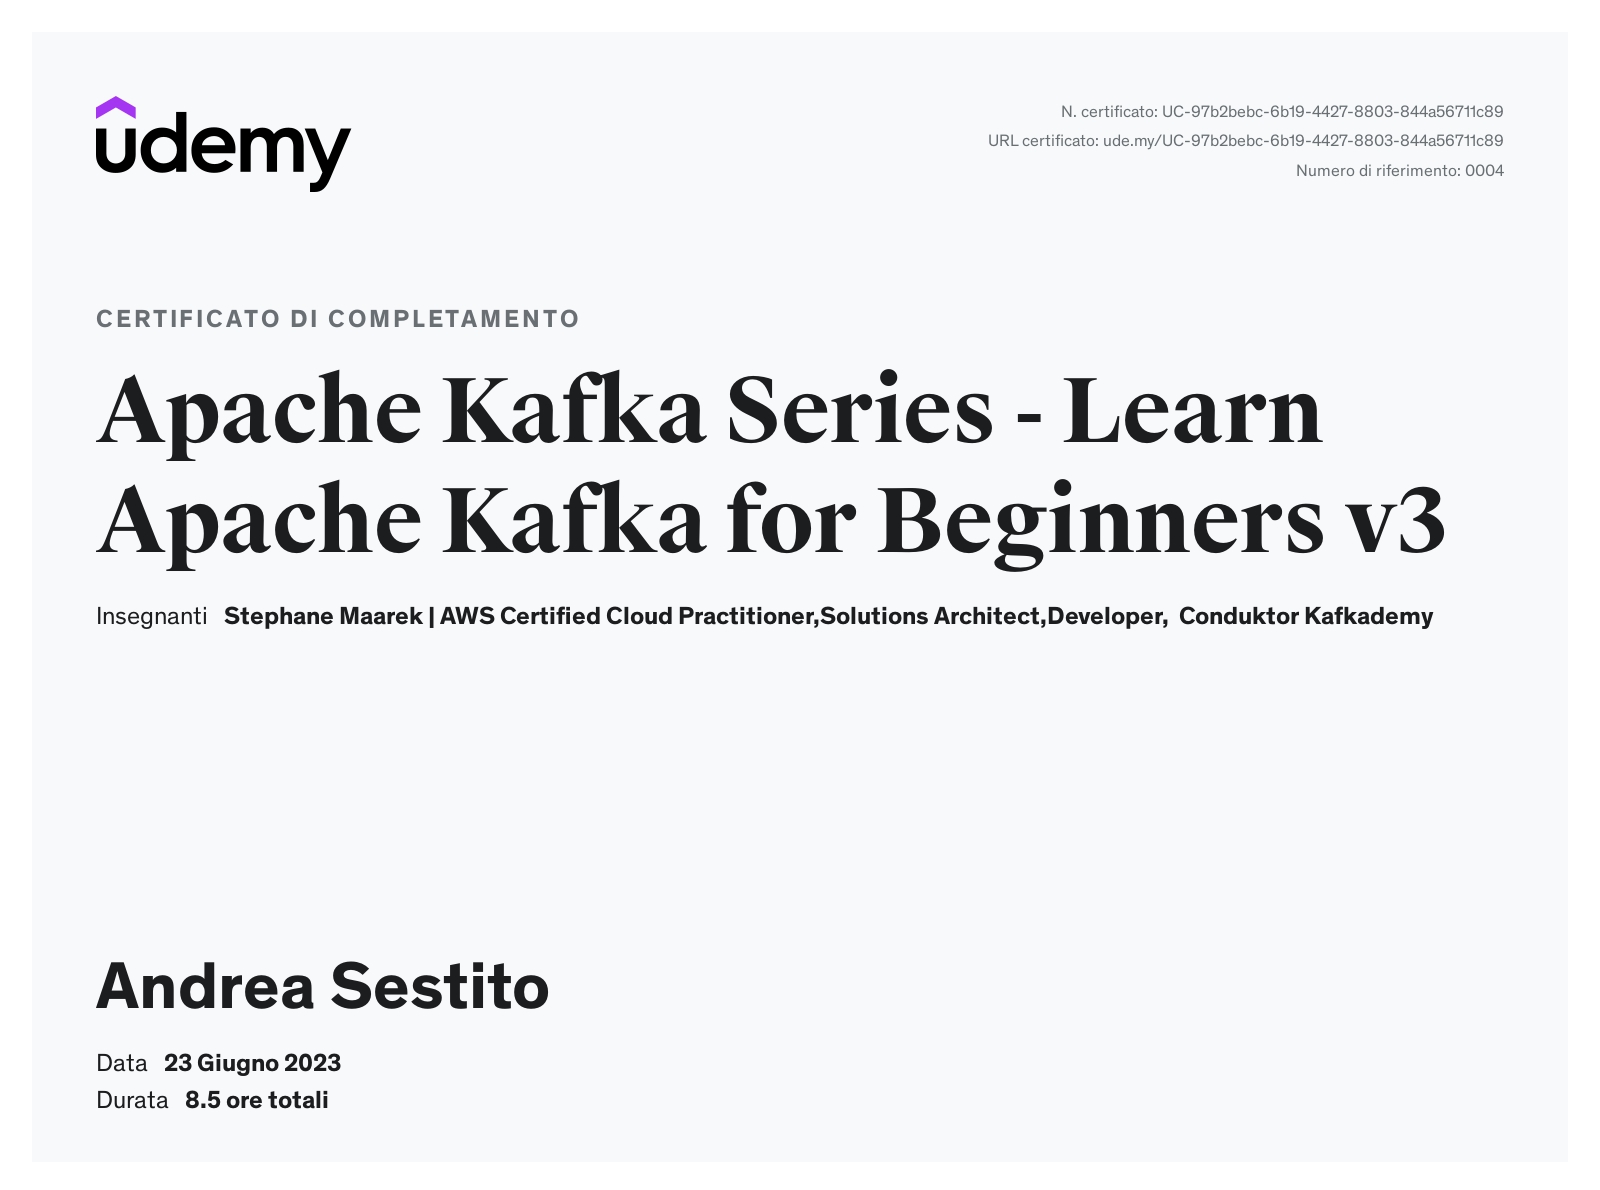 udemy
N. certificato: UC-97b2bebc-6b19-4427-8803-844a56711c89
URL certificato: ude.my/UC-97b2bebc-6b19-4427-8803-844a56711c89
Numero di riferimento: 0004
CERTIFICATO DI COMPLETAMENTO
Apache Kafka Series - Learn
Apache Kafka for Beginners v3
Insegnanti Stephane Maarek | AWS Certified Cloud Practitioner,Solutions Architect,Developer, Conduktor Kafkademy
Andrea Sestito
Data 23 Giugno 2023
Durata 8.5 ore totali